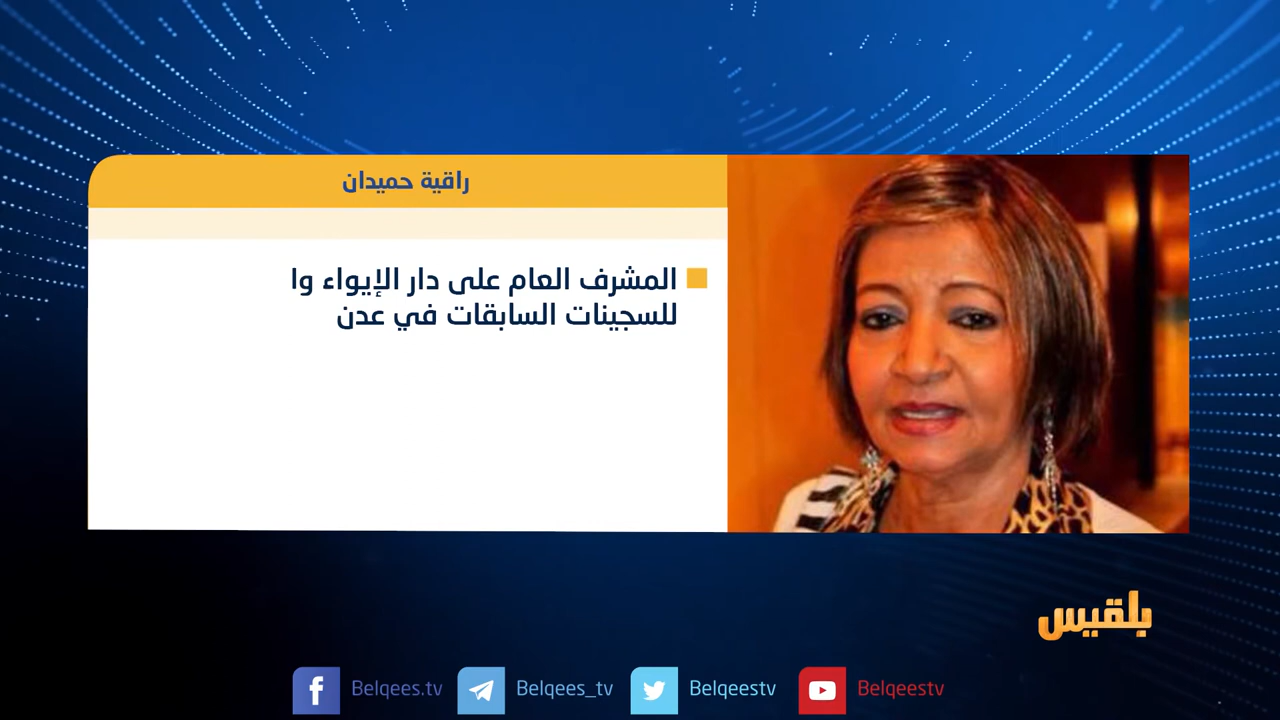 راقية حميدان
المشرف العام على دار الإيواء وا
للسجينات السابقات في عدن
بلقيس
Belqees.tv
Belqees_tv
Belqeestv
Belqeestv